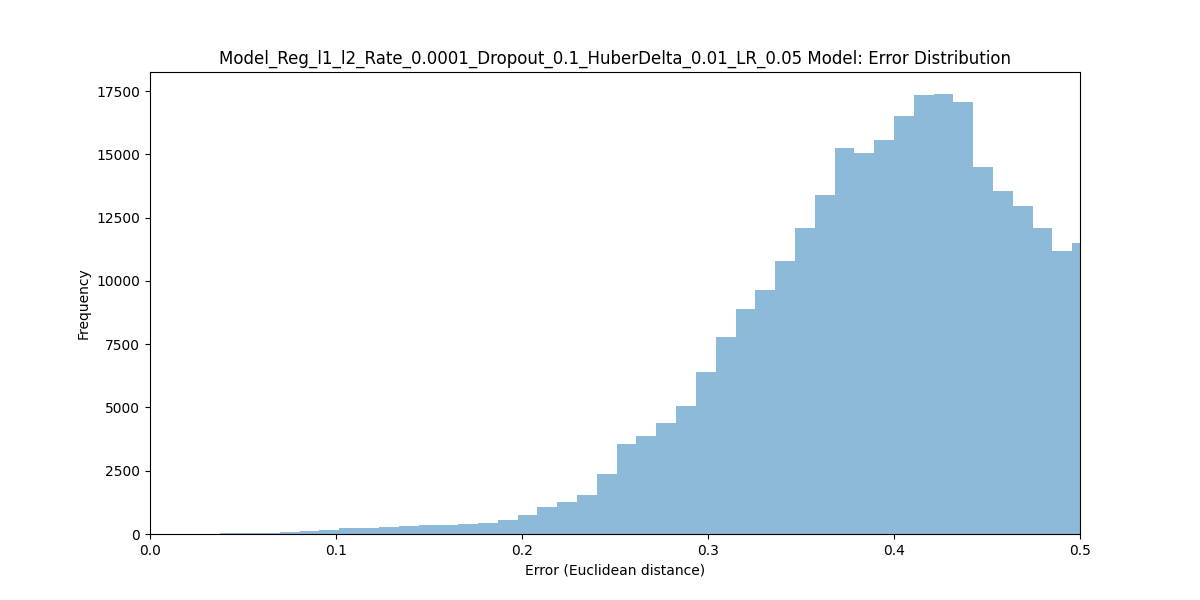 Model_Reg_l1_l2_Rate_0.0001_Dropout_0.1_HuberDelta_0.01_LR_0.05 Model: Error Distribution
Frequency
17500
15000
12500
10000
7500
5000
2500
0
0.0 0.1 0.2 0.3 0.4 0.5
Error (Euclidean distance)